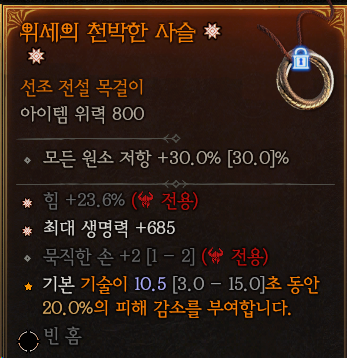 위세의 천박한 사슬
선조 전설 목걸이
아이템 위력 800
모든 원소 저항 +30.0% [30.0]%
힘 +23.6% ( 전용)
최대 생명력 +685
묵직한 손 +2 [1 - 2] ( 전용)
기본 기술이 10.5 [3.0 - 15.0]초 동안
20.0%의 피해 감소를 부여합니다.
빈 홈